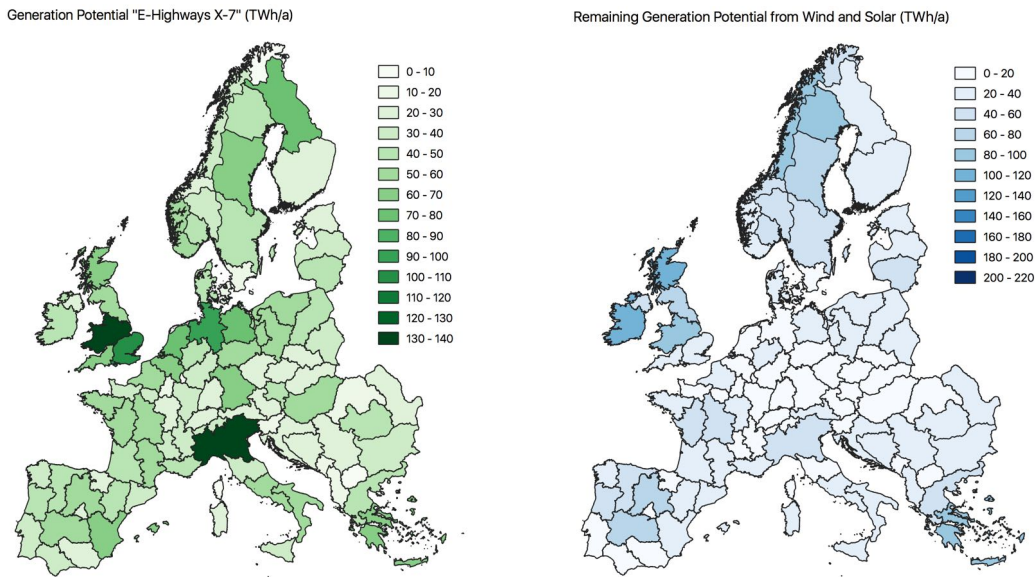 Generation Potential "E-Highways X-7" (TWh/a)
0 - 10
10 - 20
20 - 30
30 - 40
40 - 50
50 - 60
60 - 70
70 - 80
80 - 90
90 - 100
100 - 110
110 - 120
120 - 130
130 - 140
Remaining Generation Potential from Wind and Solar (TWh/a)
0 - 20
20 - 40
40 - 60
60 - 80
80 - 100
100 - 120
120 - 140
140 - 160
160 - 180
180 - 200
200 - 220